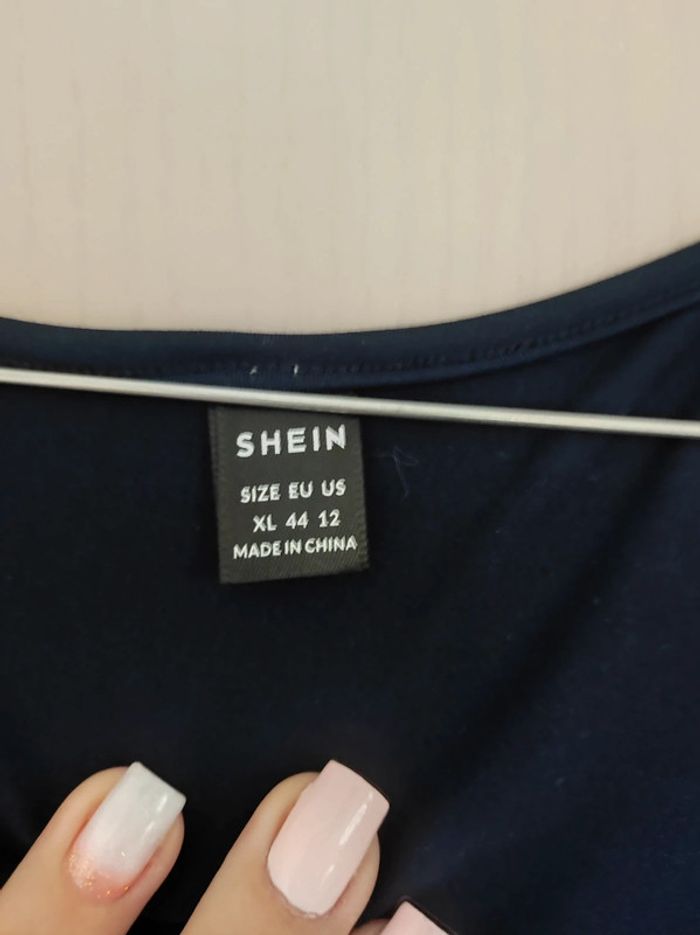 SHEIN
SIZE EU US
XL 44 12
MADE IN CHINA